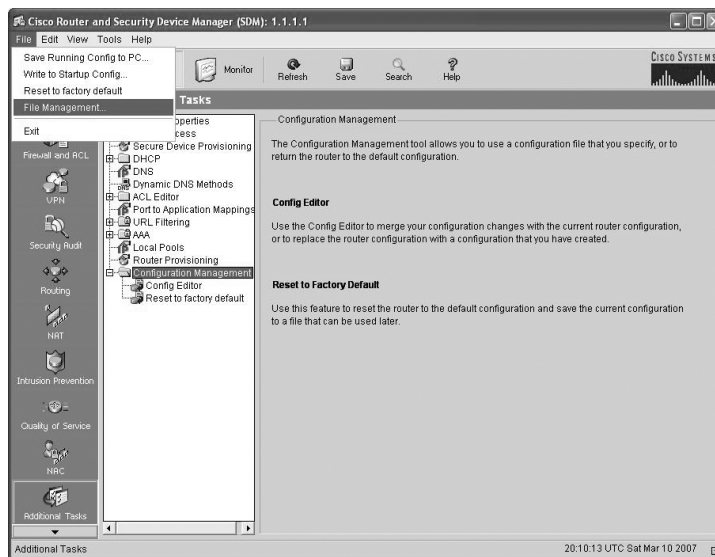 Cisco Router and Security Device Manager (SDM): 1.1.1.1
File Edit View Tools Help
Save Running Config to PC...
Write to Startup Config...
Reset to factory default
File Management...
Exit
Monitor
Refresh
Save
Search
Help
CISCO SYSTEMS
Tasks
Firewall and ACL
VPN
Security Audit
Routing
NAT
Intrusion Prevention
Quality of Service
NAC
Additional Tasks
Secure Device Provisioning
DHCP
DNS
Dynamic DNS Methods
ACL Editor
Port to Application Mappings
URL Filtering
AAA
Local Pools
Router Provisioning
Configuration Management
Config Editor
Reset to factory default
Configuration Management
The Configuration Management tool allows you to use a configuration file that you specify, or to
return the router to the default configuration.
Config Editor
Use the Config Editor to merge your configuration changes with the current router configuration,
or to replace the router configuration with a configuration that you have created.
Reset to Factory Default
Use this feature to reset the router to the default configuration and save the current configuration
to a file that can be used later.
Additional Tasks
20:10:13 UTC Sat Mar 10 2007